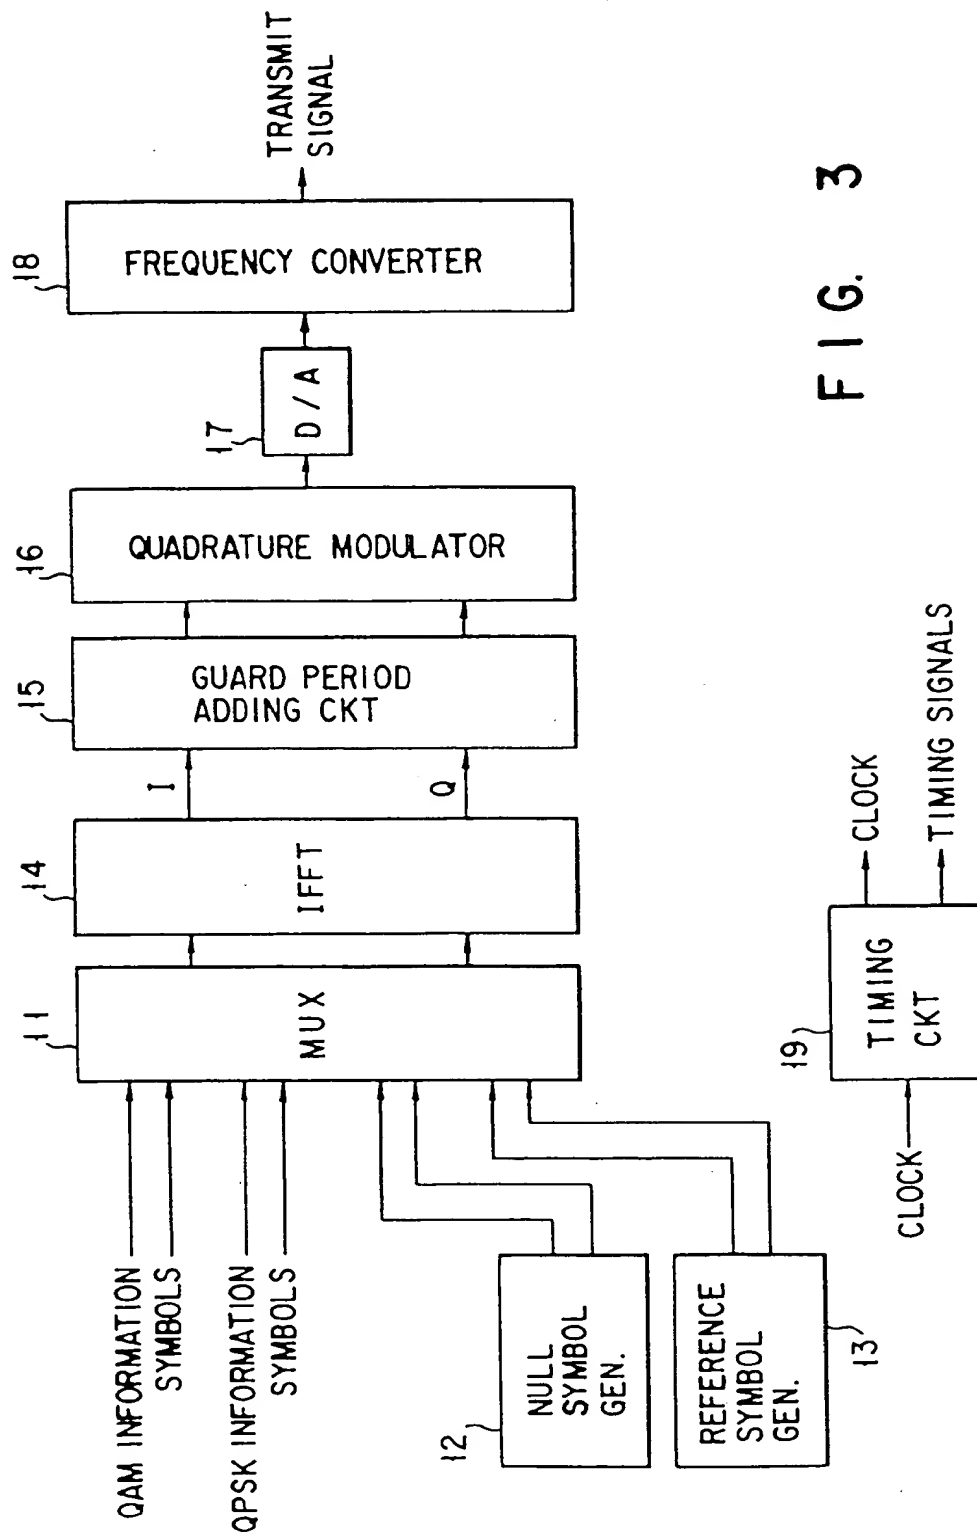 QAM INFORMATION
SYMBOLS
QPSK INFORMATION
SYMBOLS
12
NULL
SYMBOL
GEN.
REFERENCE
SYMBOL
GEN.
13
11
MUX
14
IFFT
I
Q
15
GUARD PERIOD
ADDING CKT
16
QUADRATURE MODULATOR
17
D/A
18
FREQUENCY CONVERTER
TRANSMIT
SIGNAL
CLOCK
19
TIMING
CKT
CLOCK
TIMING SIGNALS
FIG. 3